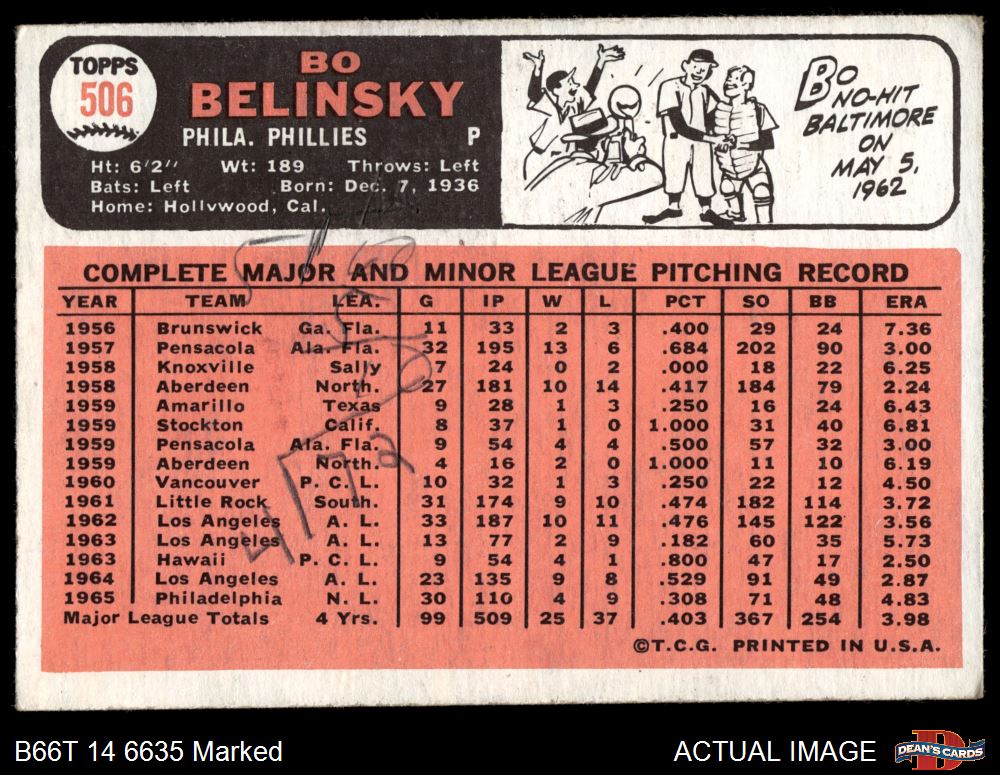 TOPPS
506
BO
BELINSKY
PHILA. PHILLIES P
Ht: 6'2" Wt: 189 Throws: Left
Bats: Left Born: Dec. 7, 1936
Home: Hollywood, Cal.
BO
NO-HIT
BALTIMORE
ON
MAY 5,
1962
COMPLETE MAJOR AND MINOR LEAGUE PITCHING RECORD
YEAR TEAM LEA. G IP W L PCT SO BB ERA
1956 Brunswick Ga. Fla. 11 33 2 3 .400 29 24 7.36
1957 Pensacola Ala. Fla. 32 195 13 6 .684 202 90 3.00
1958 Knoxville Sally 7 24 0 2 .000 18 22 6.25
1958 Aberdeen North. 27 181 10 14 .417 184 79 2.24
1959 Amarillo Texas 9 28 1 3 .250 16 24 6.43
1959 Stockton Calif. 8 37 1 0 1.000 31 40 6.81
1959 Pensacola Ala. Fla. 9 54 4 4 .500 57 32 3.00
1959 Aberdeen North. 4 16 2 0 1.000 11 10 6.19
1960 Vancouver P. C. L. 10 32 1 3 .250 22 12 4.50
1961 Little Rock South. 31 174 9 10 .474 182 114 3.72
1962 Los Angeles A. L. 33 187 10 11 .476 145 122 3.56
1963 Los Angeles A. L. 13 77 2 9 .182 60 35 5.73
1963 Hawaii P. C. L. 9 54 4 1 .800 47 17 2.50
1964 Los Angeles A. L. 23 135 9 8 .529 91 49 2.87
1965 Philadelphia N. L. 30 110 4 9 .308 71 48 4.83
Major League Totals 4 Yrs. 99 509 25 37 .403 367 254 3.98
©T.C.G. PRINTED IN U.S.A.
4 72
B66T 14 6635 Marked
ACTUAL IMAGE
DEAN'S CARDS